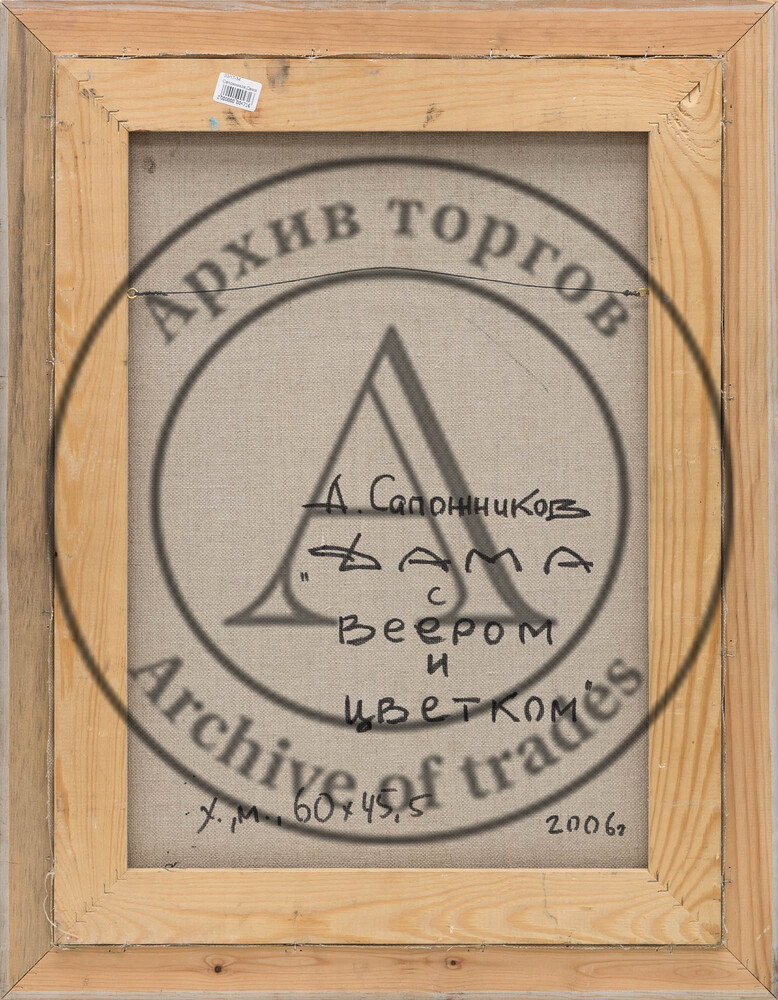 Архив торгов
А. Сапожников
"ДАМА
с
Веером
и
цветком"
х., м., 60х45,5
2006г
Archive of trades